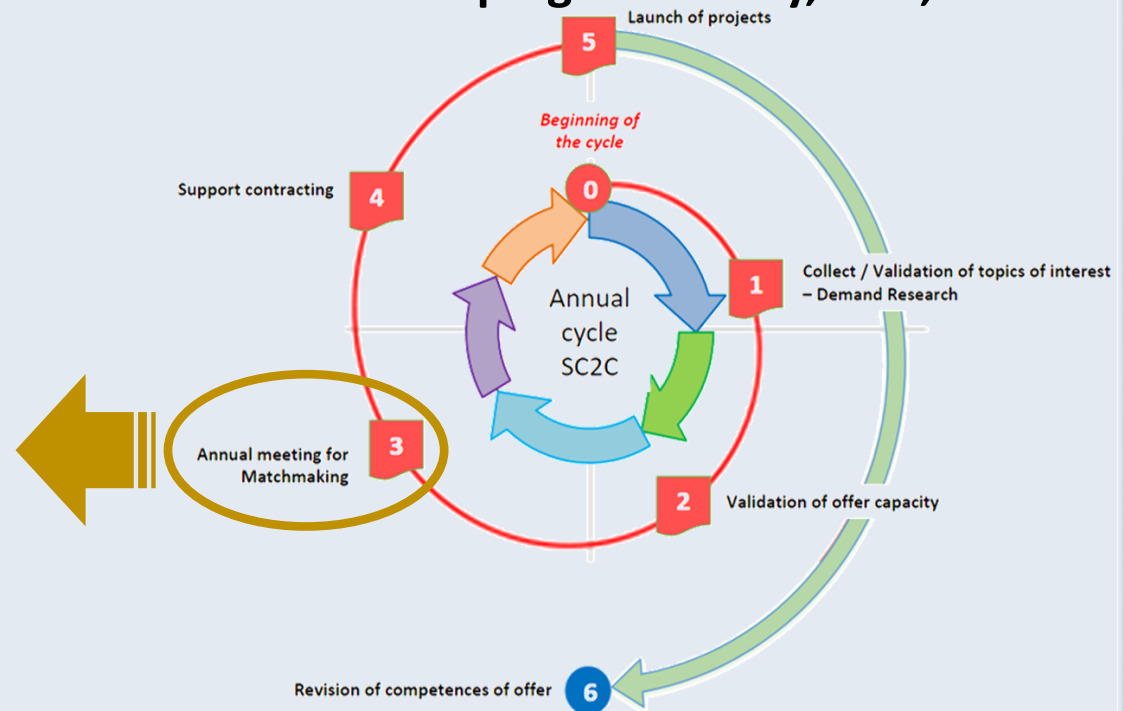 5
Launch of projects
Beginning of
the cycle
0
4
Support contracting
1
Collect / Validation of topics of interest
– Demand Research
Annual
cycle
SC2C
3
Annual meeting for
Matchmaking
2
Validation of offer capacity
Revision of competences of offer
6